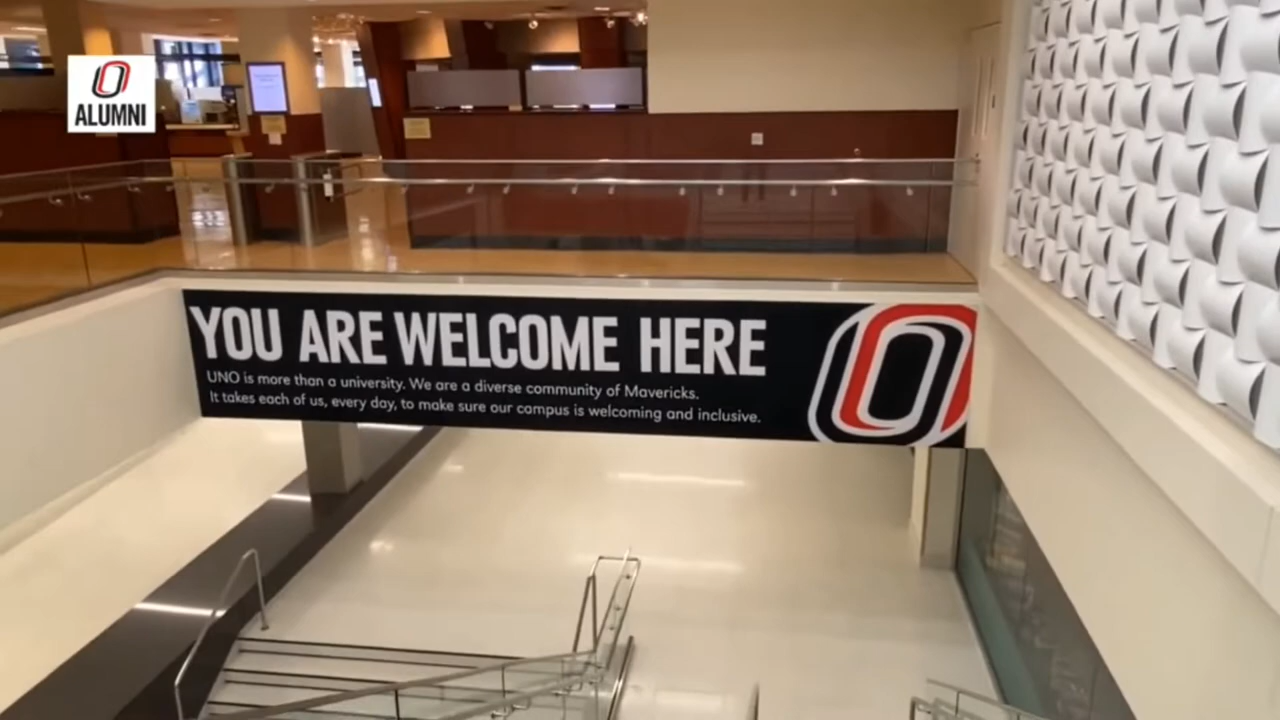 O
ALUMNI
YOU ARE WELCOME HERE
UNO is more than a university. We are a diverse community of Mavericks.
It takes each of us, every day, to make sure our campus is welcoming and inclusive.
O